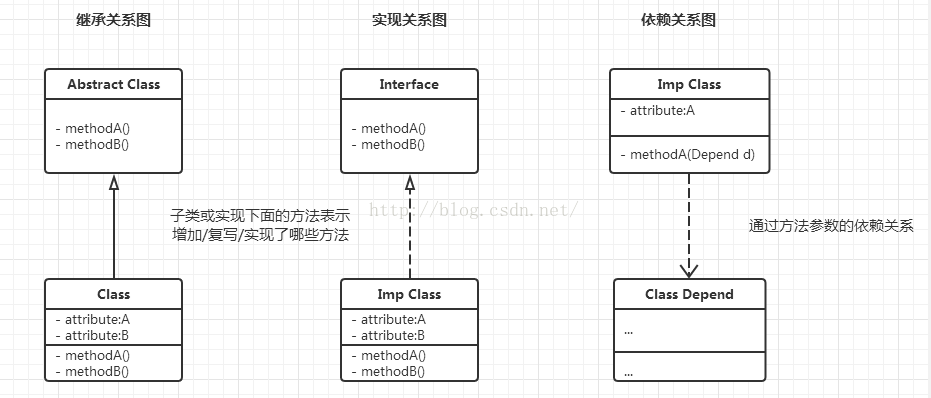 继承关系图
Abstract Class
- methodA()
- methodB()
子类或实现下面的方法表示
增加/复写/实现了哪些方法
Class
- attribute:A
- attribute:B
- methodA()
- methodB()
实现关系图
Interface
- methodA()
- methodB()
http://blog.csdn.net/
Imp Class
- attribute:A
- attribute:B
- methodA()
- methodB()
依赖关系图
Imp Class
- attribute:A
- methodA(Depend d)
通过方法参数的依赖关系
Class Depend
...
...